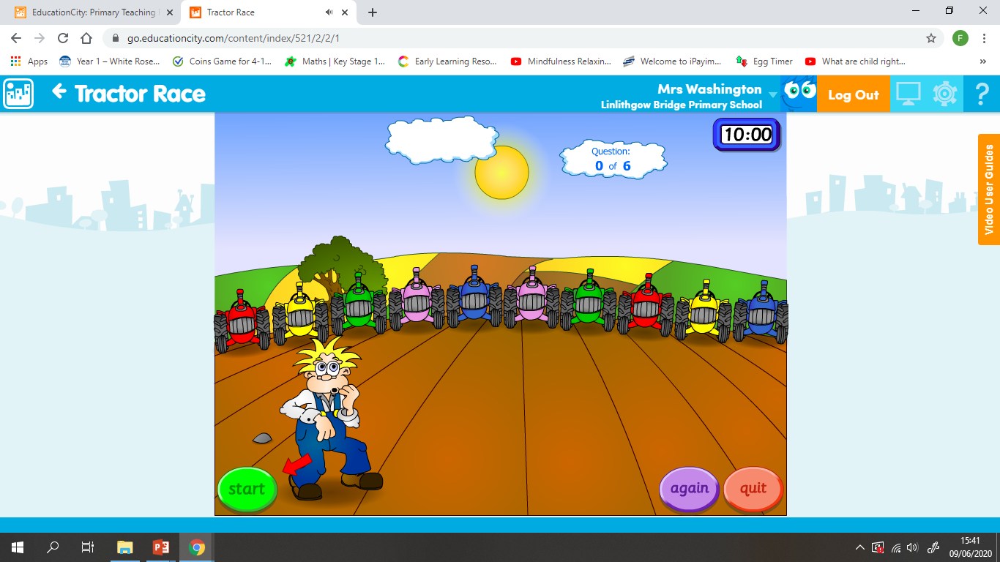 EducationCity: Primary Teaching
Tractor Race
go.educationcity.com/content/index/521/2/2/1
F
Apps
Year 1 – White Rose...
Coins Game for 4-1...
Maths | Key Stage 1...
Early Learning Reso...
Mindfulness Relaxin...
Welcome to iPayim...
Egg Timer
What are child right...
»
Tractor Race
Mrs Washington
Linlithgow Bridge Primary School
Log Out
?
10:00
Question:
0 of 6
Video User Guides
start
again
quit
15:41
09/06/2020